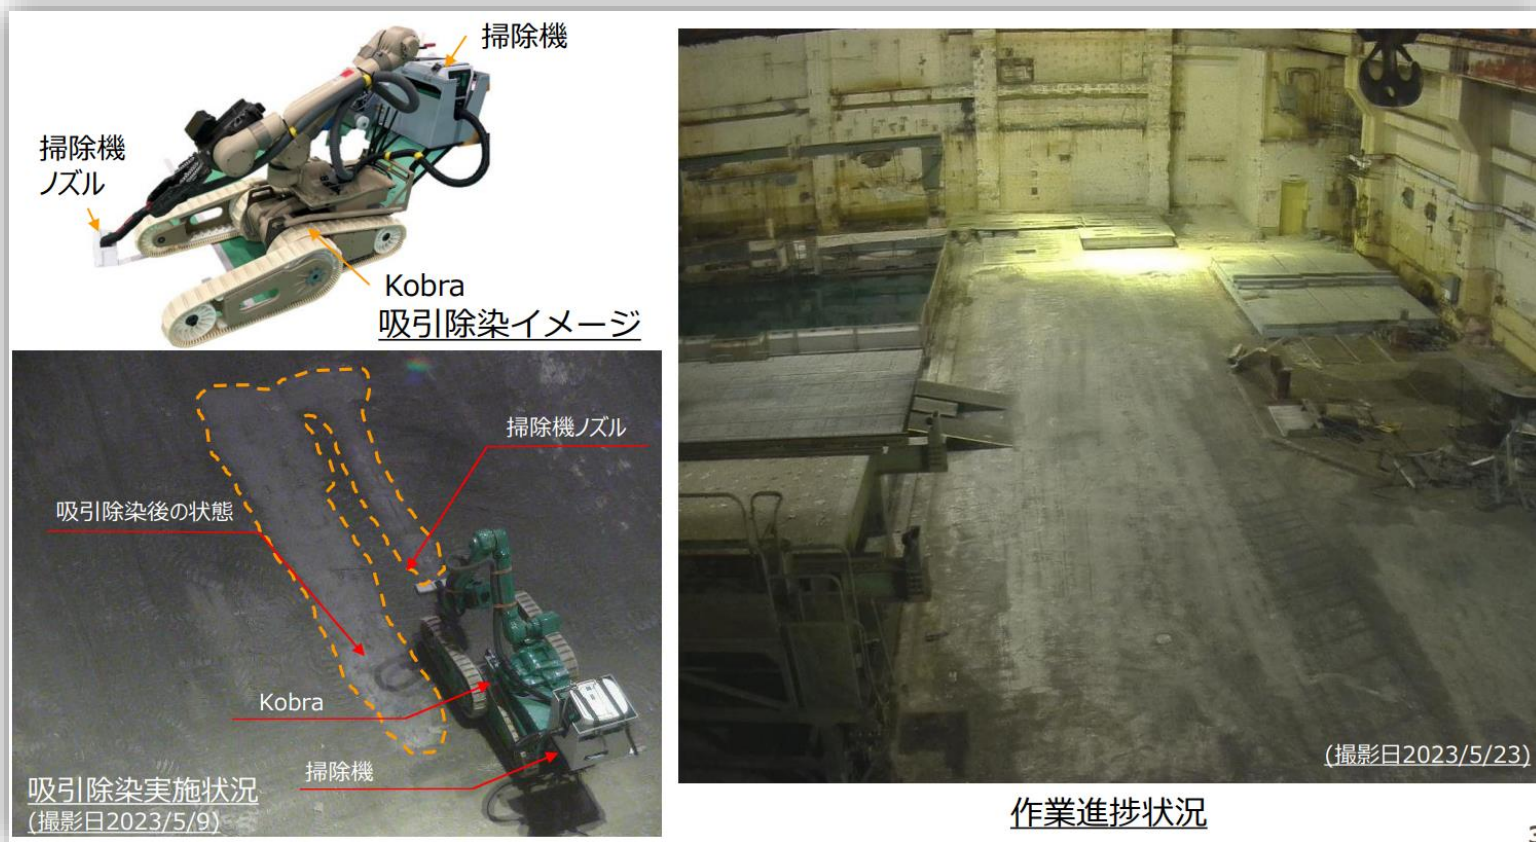 掃除機
掃除機
ノズル
Kobra
吸引除染イメージ
掃除機ノズル
吸引除染後の状態
Kobra
掃除機
吸引除染実施状況
(撮影日2023/5/9)
(撮影日2023/5/23)
作業進捗状況